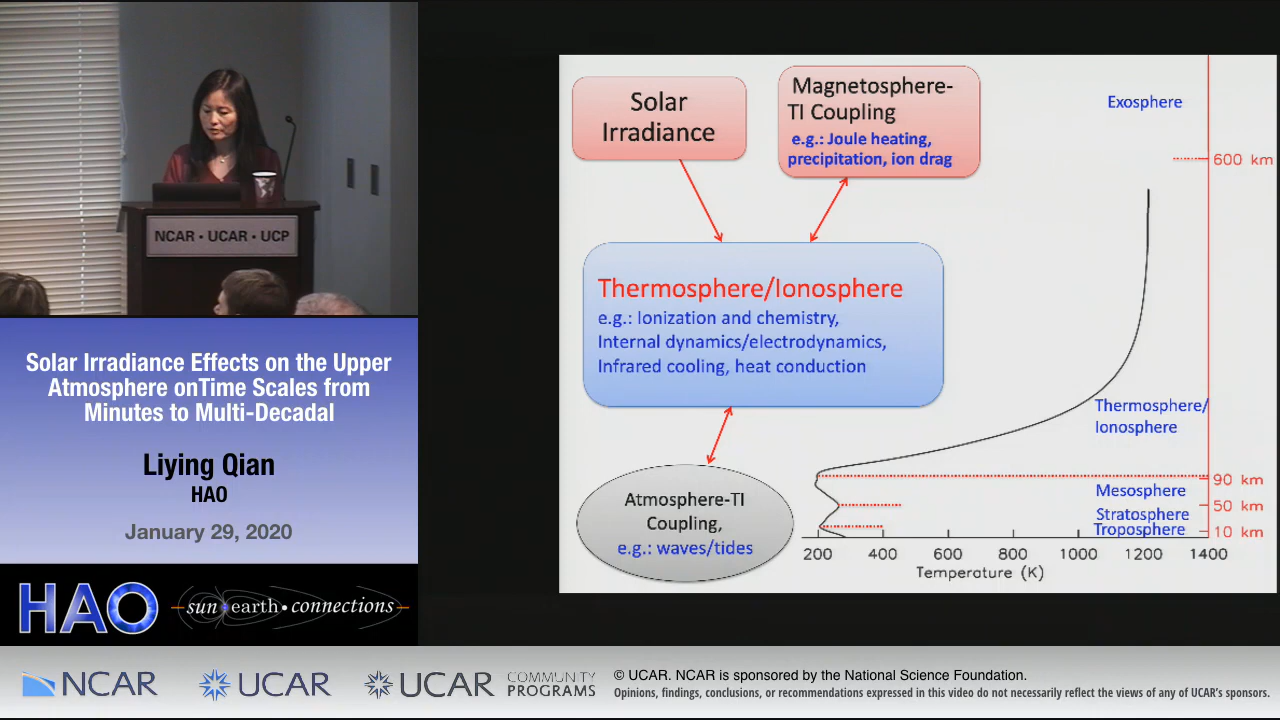 NCAR • UCAR • UCP
Solar Irradiance Effects on the Upper
Atmosphere onTime Scales from
Minutes to Multi-Decadal
Liying Qian
HAO
January 29, 2020
HAO
sun earth • connections
Solar
Irradiance
Magnetosphere-
TI Coupling
e.g.: Joule heating,
precipitation, ion drag
Thermosphere/Ionosphere
e.g.: Ionization and chemistry,
Internal dynamics/electrodynamics,
Infrared cooling, heat conduction
Atmosphere-TI
Coupling,
e.g.: waves/tides
Exosphere
600 km
Thermosphere/
Ionosphere
90 km
Mesosphere
50 km
Stratosphere
Troposphere
10 km
200 400 600 800 1000 1200 1400
Temperature (K)
NCAR
UCAR
UCAR
COMMUNITY
PROGRAMS
© UCAR. NCAR is sponsored by the National Science Foundation.
Opinions, findings, conclusions, or recommendations expressed in this video do not necessarily reflect the views of any of UCAR's sponsors.